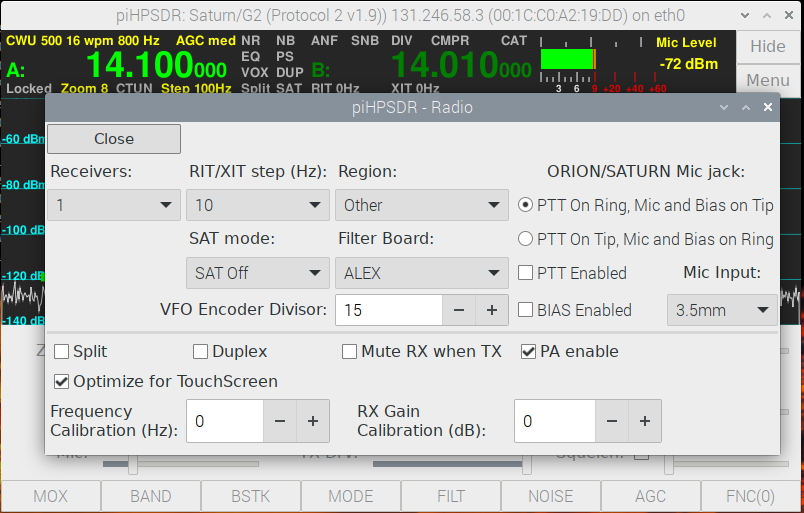 piHPSDR: Saturn/G2 (Protocol 2 v1.9)) 131.246.58.3 (00:1C:C0:A2:19:DD) on eth0
CWU 500 16 wpm 800 Hz AGC med NR NB ANF SNB DIV CMPR CAT
Mic Level
Hide
EQ PS
A: 14.100000 VOX DUP B: 14.010000
-72 dBm
Locked Zoom 8 CTUN Step 100Hz Split SAT RIT 0Hz XIT 0Hz
3 6 9 +20 +40 +60
Menu
piHPSDR - Radio
Close
-60 dBm
Receivers: RIT/XIT step (Hz): Region: ORION/SATURN Mic jack:
-80 dBm
1 10 Other PTT On Ring, Mic and Bias on Tip
-100 dBm
SAT mode: Filter Board: PTT On Tip, Mic and Bias on Ring
-120 dBm
SAT Off ALEX PTT Enabled Mic Input:
VFO Encoder Divisor: 15 − + BIAS Enabled 3.5mm
-140 dBm
Split Duplex Mute RX when TX PA enable
Optimize for TouchScreen
Frequency Calibration (Hz): 0 − +
RX Gain Calibration (dB): 0 − +
MOX BAND BSTK MODE FILT NOISE AGC FNC(0)